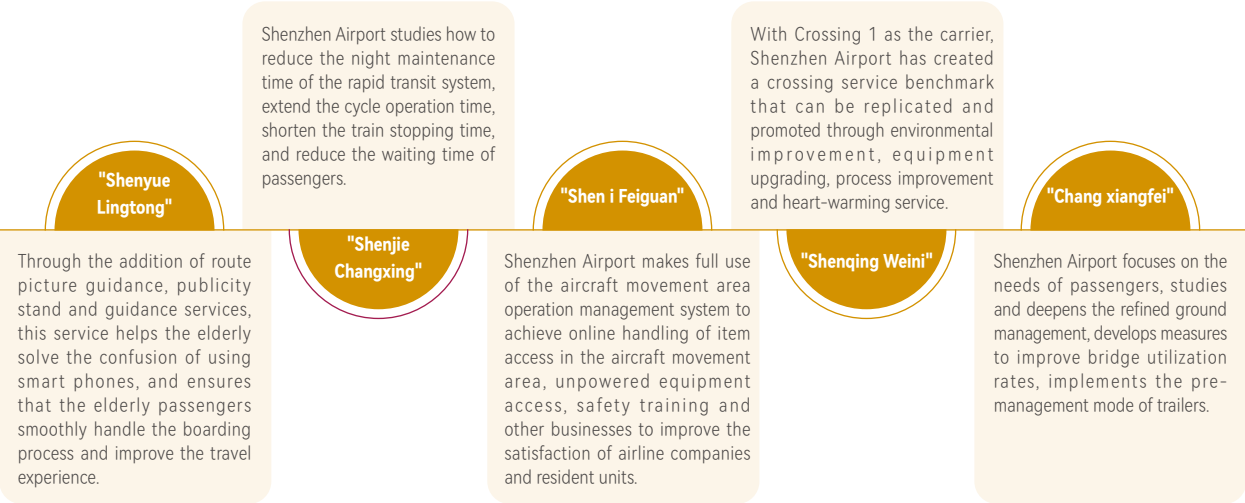 "Shenyue
Lingtong"
Through the addition of route
picture guidance, publicity
stand and guidance services,
this service helps the elderly
solve the confusion of using
smart phones, and ensures
that the elderly passengers
smoothly handle the boarding
process and improve the travel
experience.
Shenzhen Airport studies how to
reduce the night maintenance
time of the rapid transit system,
extend the cycle operation time,
shorten the train stopping time,
and reduce the waiting time of
passengers.
"Shenjie
Changxing"
"Shen i Feiguan"
Shenzhen Airport makes full use
of the aircraft movement area
operation management system to
achieve online handling of item
access in the aircraft movement
area, unpowered equipment
access, safety training and
other businesses to improve the
satisfaction of airline companies
and resident units.
With Crossing 1 as the carrier,
Shenzhen Airport has created
a crossing service benchmark
that can be replicated and
promoted through environmental
improvement, equipment
upgrading, process improvement
and heart-warming service.
"Shenqing Weini"
"Chang xiangfei"
Shenzhen Airport focuses on the
needs of passengers, studies
and deepens the refined ground
management, develops measures
to improve bridge utilization
rates, implements the pre-
management mode of trailers.